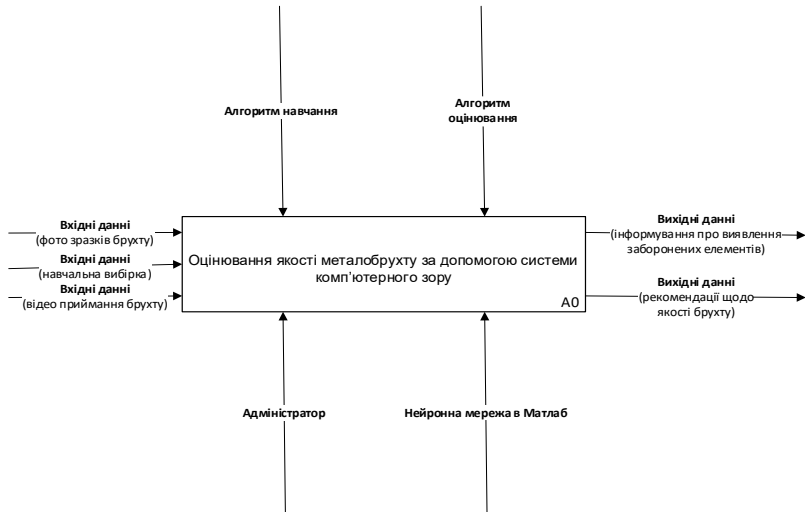 Алгоритм навчання
Алгоритм
оцінювання
Вхідні данні
(фото зразків брухту)
Вхідні данні
(навчальна вибірка)
Вхідні данні
(відео приймання брухту)
Оцінювання якості металобрухту за допомогою системи
комп'ютерного зору
A0
Вихідні данні
(інформування про виявлення
заборонених елементів)
Вихідні данні
(рекомендації щодо
якості брухту)
Адміністратор
Нейронна мережа в Матлаб